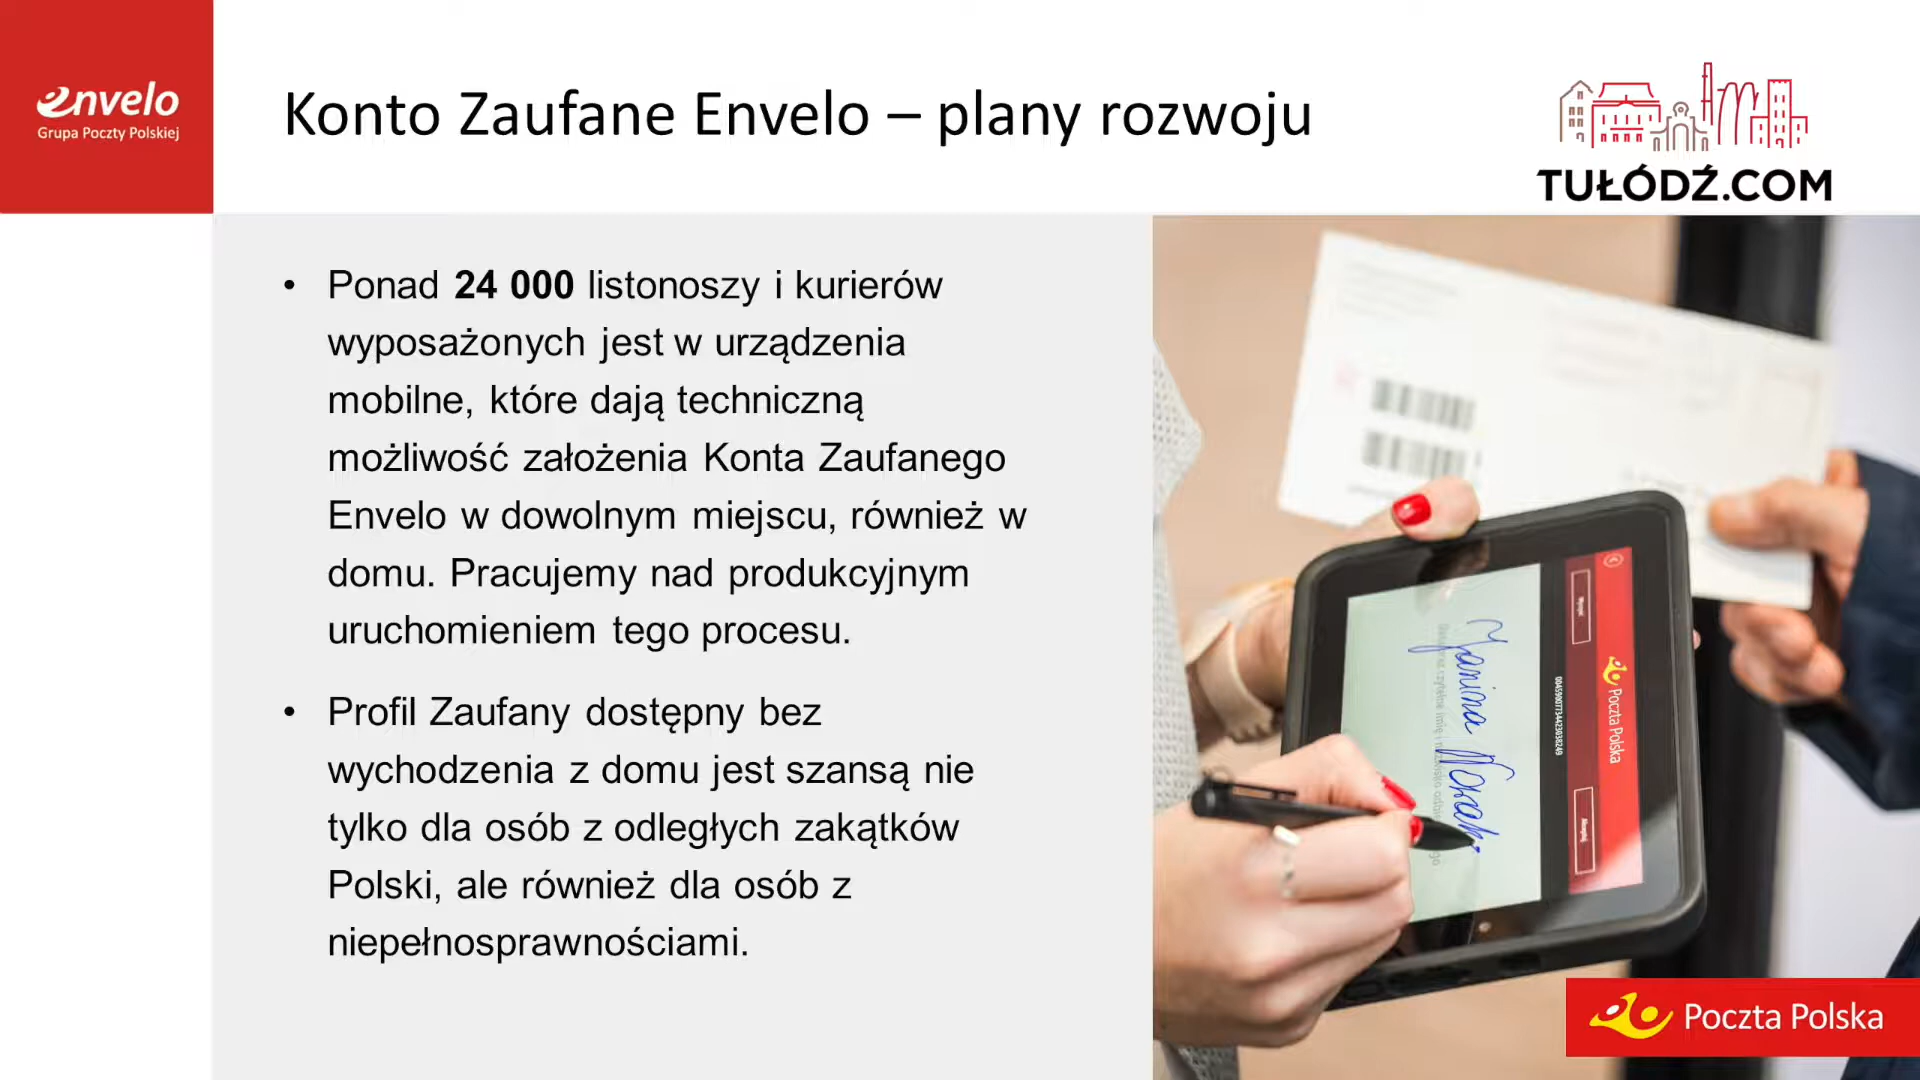 envelo
Grupa Poczty Polskiej
Konto Zaufane Envelo – plany rozwoju
TUŁÓDŹ.COM
• Ponad 24 000 listonoszy i kurierów
wyposażonych jest w urządzenia
mobilne, które dają techniczną
możliwość założenia Konta Zaufanego
Envelo w dowolnym miejscu, również w
domu. Pracujemy nad produkcyjnym
uruchomieniem tego procesu.
• Profil Zaufany dostępny bez
wychodzenia z domu jest szansą nie
tylko dla osób z odległych zakątków
Polski, ale również dla osób z
niepełnosprawnościami.
Janina Nowak
Poczta Polska
Poczta Polska